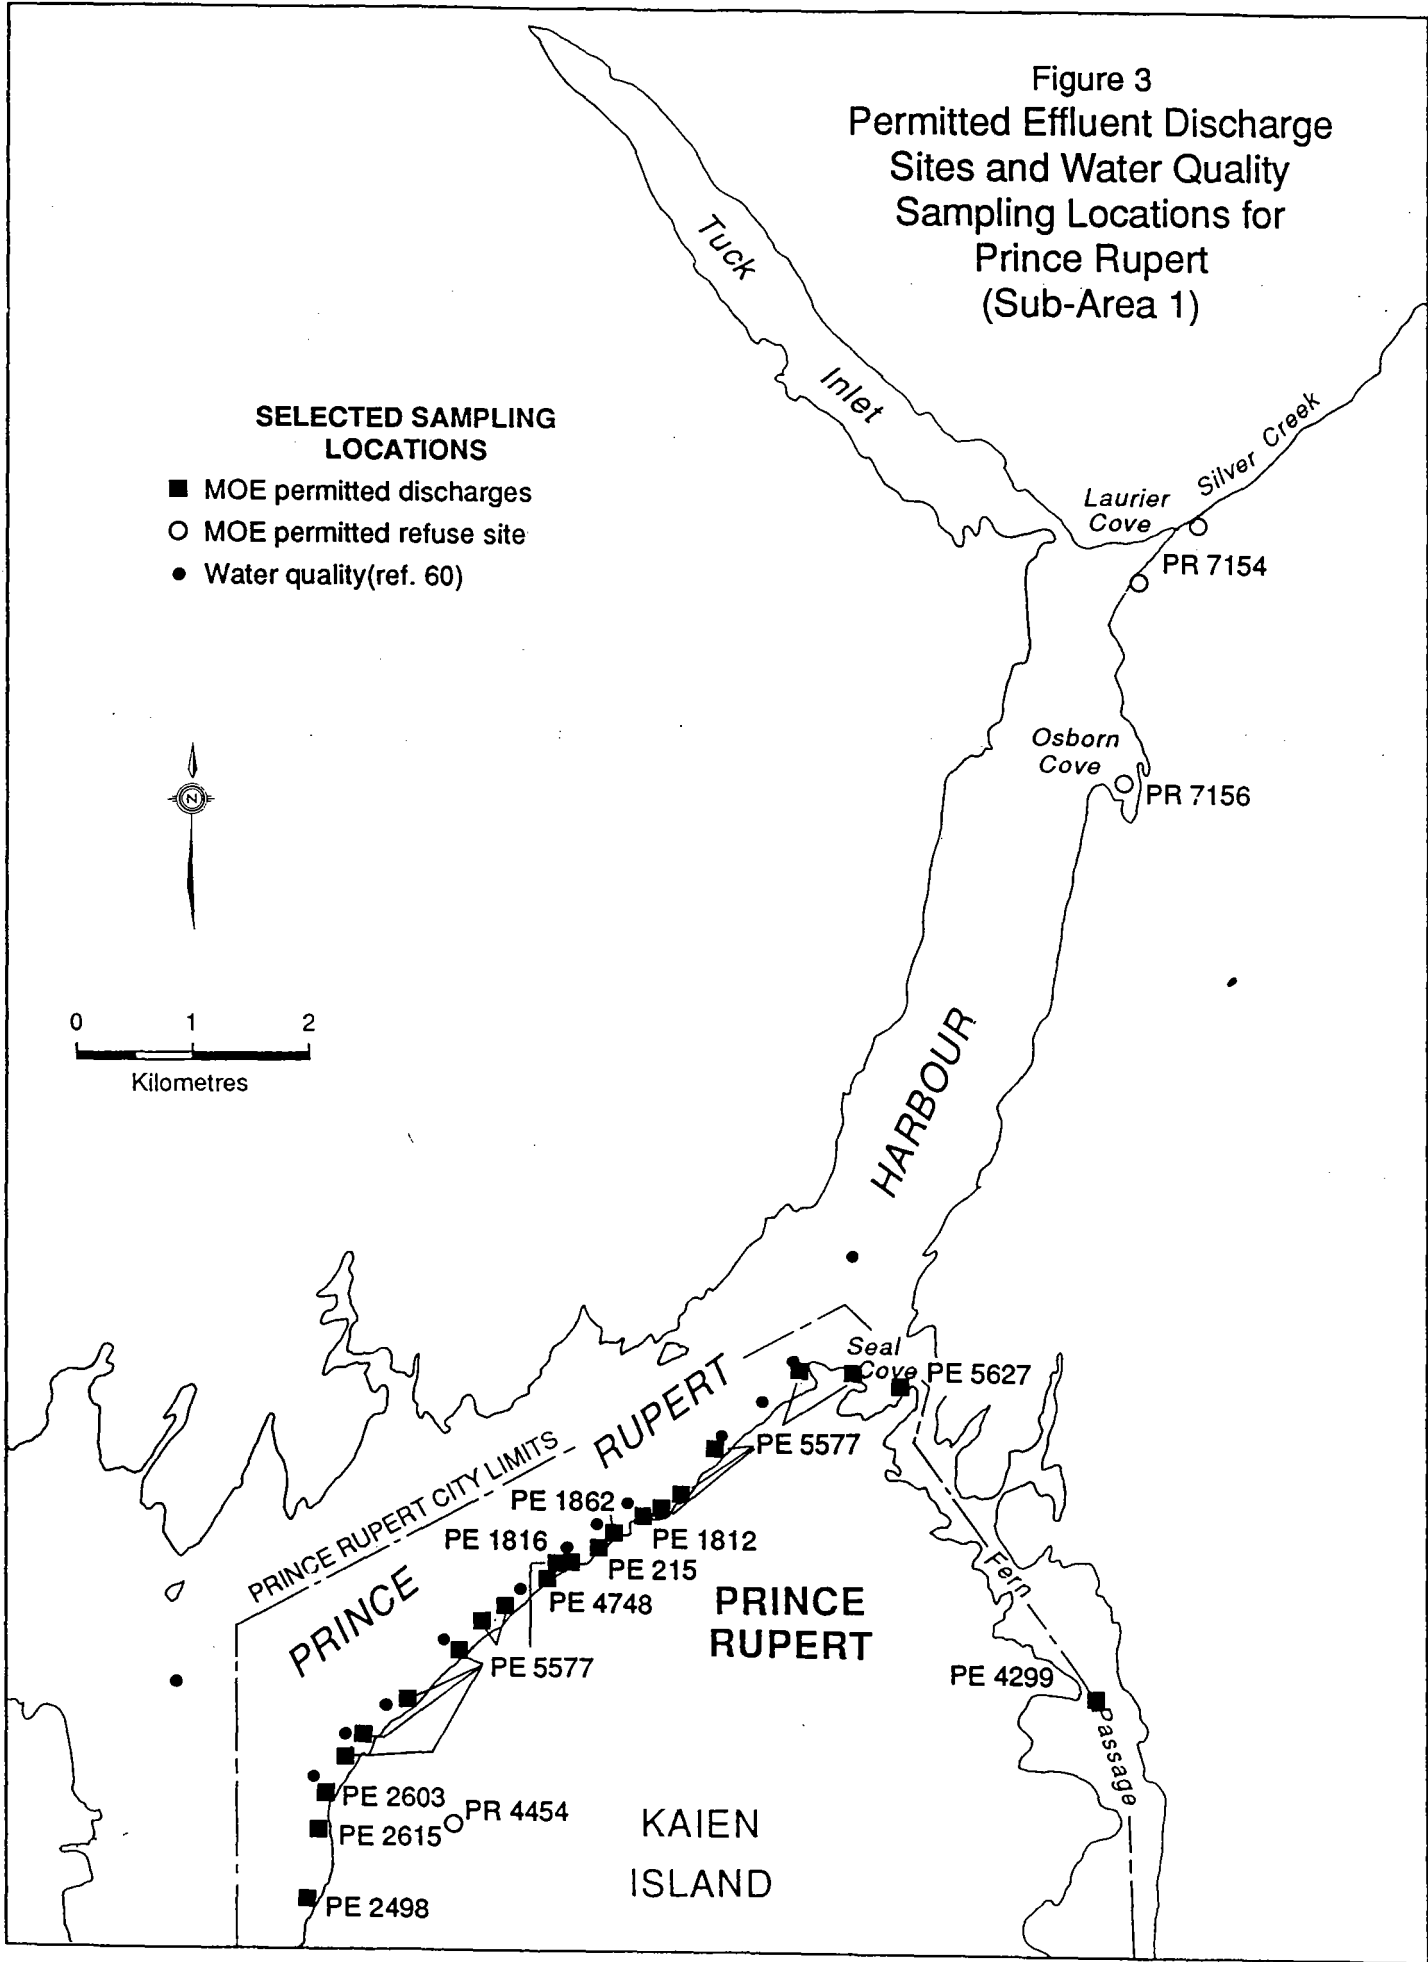 Figure 3
Permitted Effluent Discharge
Sites and Water Quality
Sampling Locations for
Prince Rupert
(Sub-Area 1)
Tuck
Inlet
SELECTED SAMPLING
LOCATIONS
MOE permitted discharges
MOE permitted refuse site
Water quality(ref. 60)
Silver Creek
Laurier
Cove
PR 7154
Osborn
Cove
PR 7156
N
0 1 2
Kilometres
HARBOUR
Seal
Cove
PE 5627
RUPERT
PE 5577
PRINCE RUPERT CITY LIMITS
PE 1862
PE 1816
PE 1812
PE 215
PE 4748
PRINCE
PRINCE
RUPERT
Fern
PE 5577
PE 4299
Passage
PE 2603
PR 4454
PE 2615
KAIEN
ISLAND
PE 2498